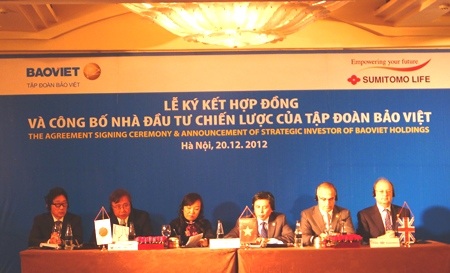 BAOVIET
TẬP ĐOÀN BẢO VIỆT
Empowering your future
SUMITOMO LIFE
LỄ KÝ KẾT HỢP ĐỒNG
VÀ CÔNG BỐ NHÀ ĐẦU TƯ CHIẾN LƯỢC CỦA TẬP ĐOÀN BẢO VIỆT
THE AGREEMENT SIGNING CEREMONY & ANNOUNCEMENT OF STRATEGIC INVESTOR OF BAOVIET HOLDINGS
Hà Nội, 20.12.2012